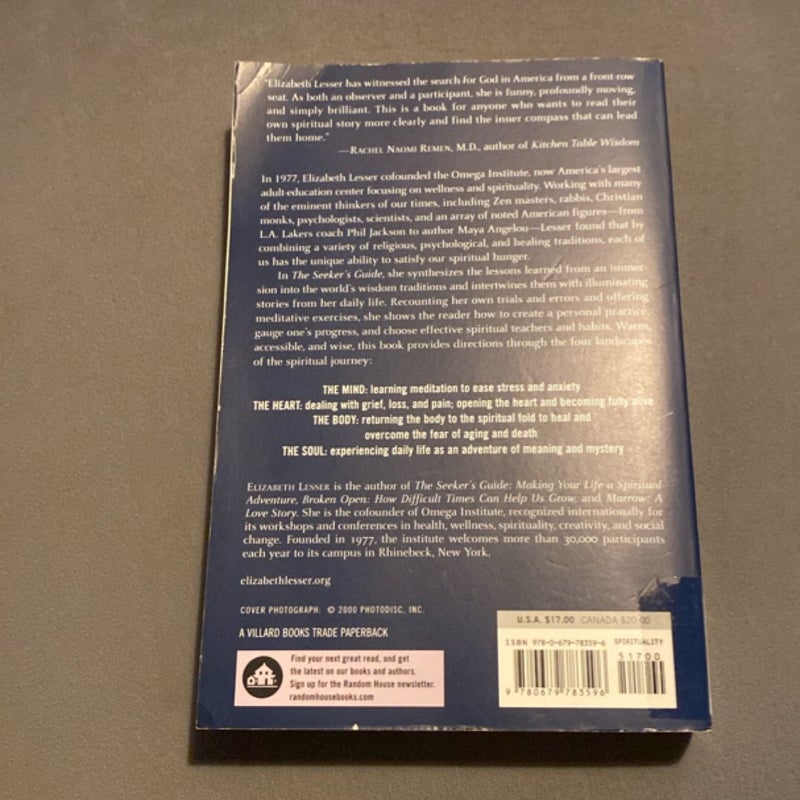 "Elizabeth Lesser has witnessed the search for God in America from a front-row
seat. As both an observer and a participant, she is funny, profoundly moving,
and simply brilliant. This is a book for anyone who wants to read their
own spiritual story more clearly and find the inner compass that can lead
them home."
—RACHEL NAOMI REMEN, M.D., author of Kitchen Table Wisdom
In 1977, Elizabeth Lesser cofounded the Omega Institute, now America's largest
adult-education center focusing on wellness and spirituality. Working with many
of the eminent thinkers of our times, including Zen masters, rabbis, Christian
monks, psychologists, scientists, and an array of noted American figures—from
L.A. Lakers coach Phil Jackson to author Maya Angelou—Lesser found that by
combining a variety of religious, psychological, and healing traditions, each of
us has the unique ability to satisfy our spiritual hunger.
In The Seeker's Guide, she synthesizes the lessons learned from an immer-
sion into the world's wisdom traditions and intertwines them with illuminating
stories from her daily life. Recounting her own trials and errors and offering
meditative exercises, she shows the reader how to create a personal practice,
gauge one's progress, and choose effective spiritual teachers and habits. Warm,
accessible, and wise, this book provides directions through the four landscapes
of the spiritual journey:
THE MIND: learning meditation to ease stress and anxiety
THE HEART: dealing with grief, loss, and pain; opening the heart and becoming fully alive
THE BODY: returning the body to the spiritual fold to heal and
overcome the fear of aging and death
THE SOUL: experiencing daily life as an adventure of meaning and mystery
ELIZABETH LESSER is the author of The Seeker's Guide: Making Your Life a Spiritual
Adventure, Broken Open: How Difficult Times Can Help Us Grow, and Marrow: A
Love Story. She is the cofounder of Omega Institute, recognized internationally for
its workshops and conferences in health, wellness, spirituality, creativity, and social
change. Founded in 1977, the institute welcomes more than 30,000 participants
each year to its campus in Rhinebeck, New York.
elizabethlesser.org
COVER PHOTOGRAPH: © 2000 PHOTODISC, INC.
A VILLARD BOOKS TRADE PAPERBACK
Find your next great read, and get
the latest on our books and authors.
Sign up for the Random House newsletter.
randomhousebooks.com
U.S.A. $17.00 CANADA $20.00
ISBN 978-0-679-78359-6 SPIRITUALITY
51700
9 780679 783596